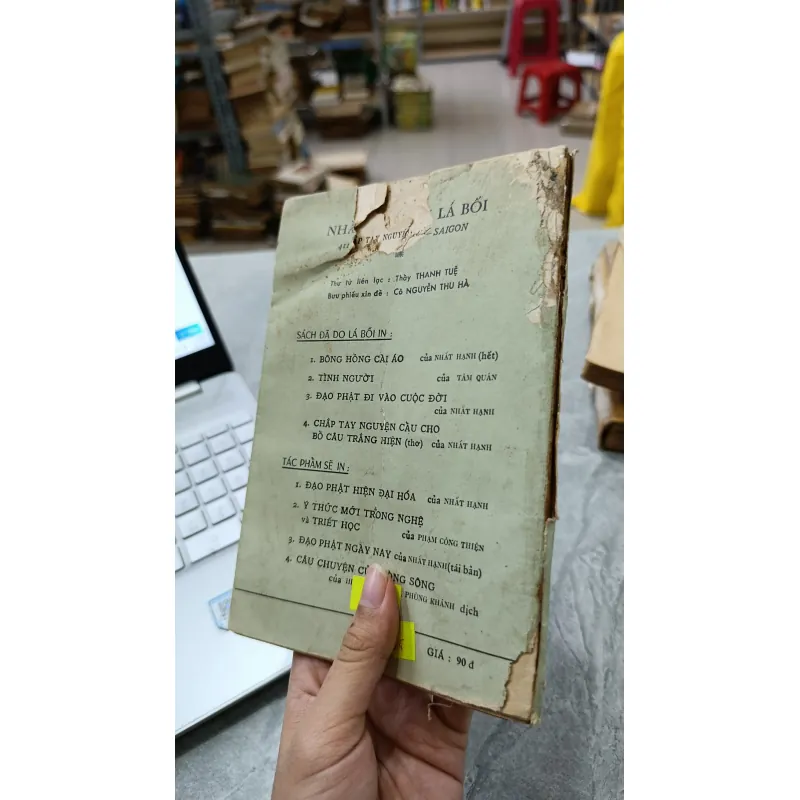 NHÀ LÁ BỐI
SAIGON
Thư từ liên lạc : Thầy THANH TUỆ
Bưu phiếu xin đề : Cô NGUYỄN THU HÀ
SÁCH ĐÃ DO LÁ BỐI IN :
1. BÔNG HỒNG CÀI ÁO của NHẤT HẠNH (hết)
2. TÌNH NGƯỜI của TÂM QUÁN
3. ĐẠO PHẬT ĐI VÀO CUỘC ĐỜI
của NHẤT HẠNH
4. CHẮP TAY NGUYỆN CẦU CHO
BỒ CÂU TRẮNG HIỆN (thơ) của NHẤT HẠNH
TÁC PHẨM SẼ IN :
1. ĐẠO PHẬT HIỆN ĐẠI HÓA của NHẤT HẠNH
2. Ý THỨC MỚI TRONG NGHỆ
và TRIẾT HỌC của PHẠM CÔNG THIỆN
3. ĐẠO PHẬT NGÀY NAY của NHẤT HẠNH (tái bản)
4. CÂU CHUYỆN SÔNG
của PHÙNG KHÁNH dịch
GIÁ : 90 đ